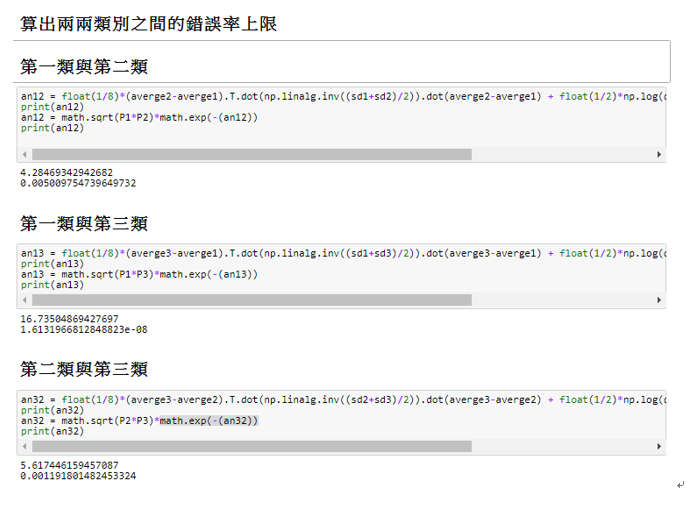 算出兩兩類別之間的錯誤率上限
第一類與第二類
an12 = float(1/8)*(averge2-averge1).T.dot(np.linalg.inv((sd1+sd2)/2)).dot(averge2-averge1) + float(1/2)*np.log(
print(an12)
an12 = math.sqrt(P1*P2)*math.exp(-(an12))
print(an12)
4.28469342942682
0.005009754739649732
第一類與第三類
an13 = float(1/8)*(averge3-averge1).T.dot(np.linalg.inv((sd1+sd3)/2)).dot(averge3-averge1) + float(1/2)*np.log(
print(an13)
an13 = math.sqrt(P1*P3)*math.exp(-(an13))
print(an13)
16.73504869427697
1.6131966812848823e-08
第二類與第三類
an32 = float(1/8)*(averge3-averge2).T.dot(np.linalg.inv((sd2+sd3)/2)).dot(averge3-averge2) + float(1/2)*np.log(
print(an32)
an32 = math.sqrt(P2*P3)*math.exp(-(an32))
print(an32)
5.617446159457087
0.001191801482453324